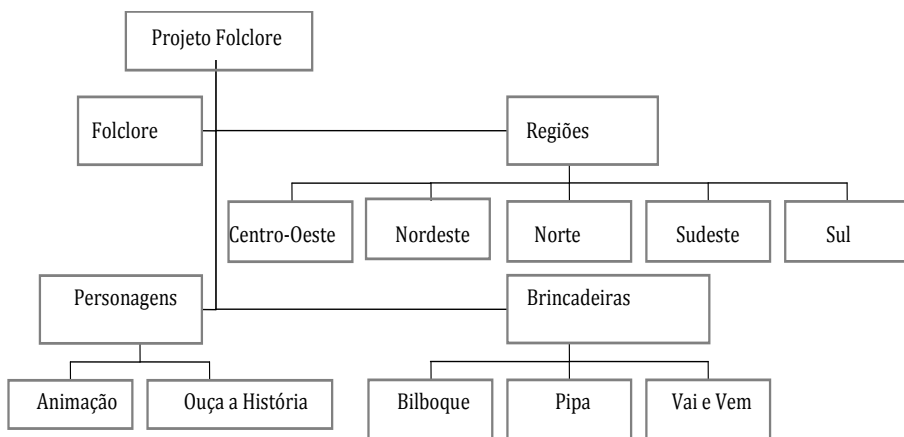 Projeto Folclore
Folclore
Regiões
Centro-Oeste
Nordeste
Norte
Sudeste
Sul
Personagens
Brincadeiras
Animação
Ouça a História
Bilboque
Pipa
Vai e Vem